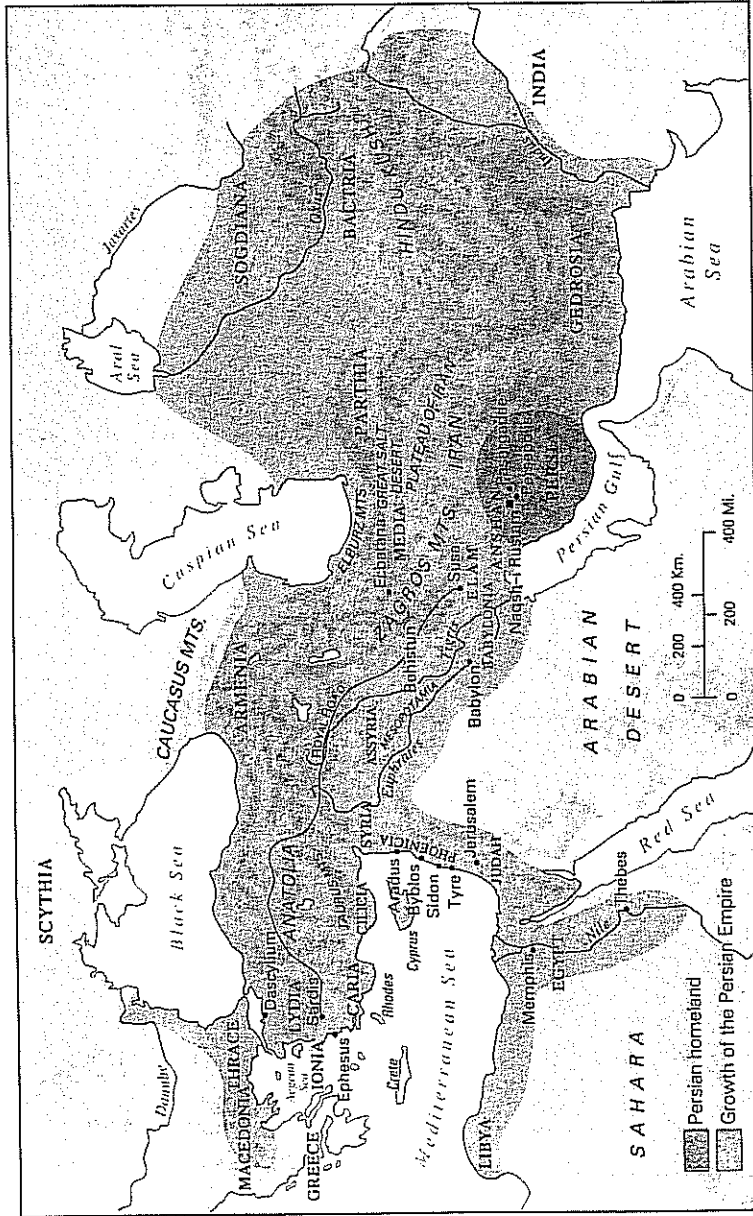 SCYTHIA
Black Sea
CAUCASUS MTS.
Caspian Sea
Aral
Sea
Jaxartes
SOGDIANA
Oxus
BACTRIA
HINDU KUSH
INDIA
Indus
GEDROSIA
Arabian
Sea
Danube
MACEDONIA
THRACE
GREECE
Aegean
Sea
IONIA
Ephesus
LYDIA
Sardis
Dascylium
ANATOLIA
CARIA
Rhodes
Crete
TAURUS
CILICIA
Cyprus
ARMENIA
Royal Road
ASSYRIA
MESOPOTAMIA
Euphrates
Tigris
SYRIA
Aradus
Byblos
Sidon
Tyre
PHOENICIA
Jerusalem
JUDAH
Mediterranean Sea
LIBYA
Memphis
EGYPT
Nile
Thebes
Red Sea
SAHARA
ARABIAN
DESERT
Babylon
BABYLONIA
Behistun
Susa
ELAM
ANSHAN
ZAGROS MTS.
Ecbatana
MEDIA
ELBURZ MTS.
GREAT SALT
DESERT
PLATEAU OF IRAN
IRAN
PARTHIA
Naqsh-i Rustam
Pasargadae
Persepolis
PERSIA
Persian Gulf
0 200 400 Km.
0 200 400 Mi.
Persian homeland
Growth of the Persian Empire